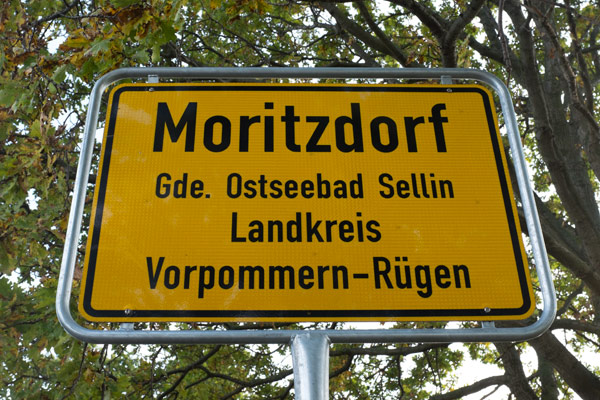 Moritzdorf
Gde. Ostseebad Sellin
Landkreis
Vorpommern-Rügen